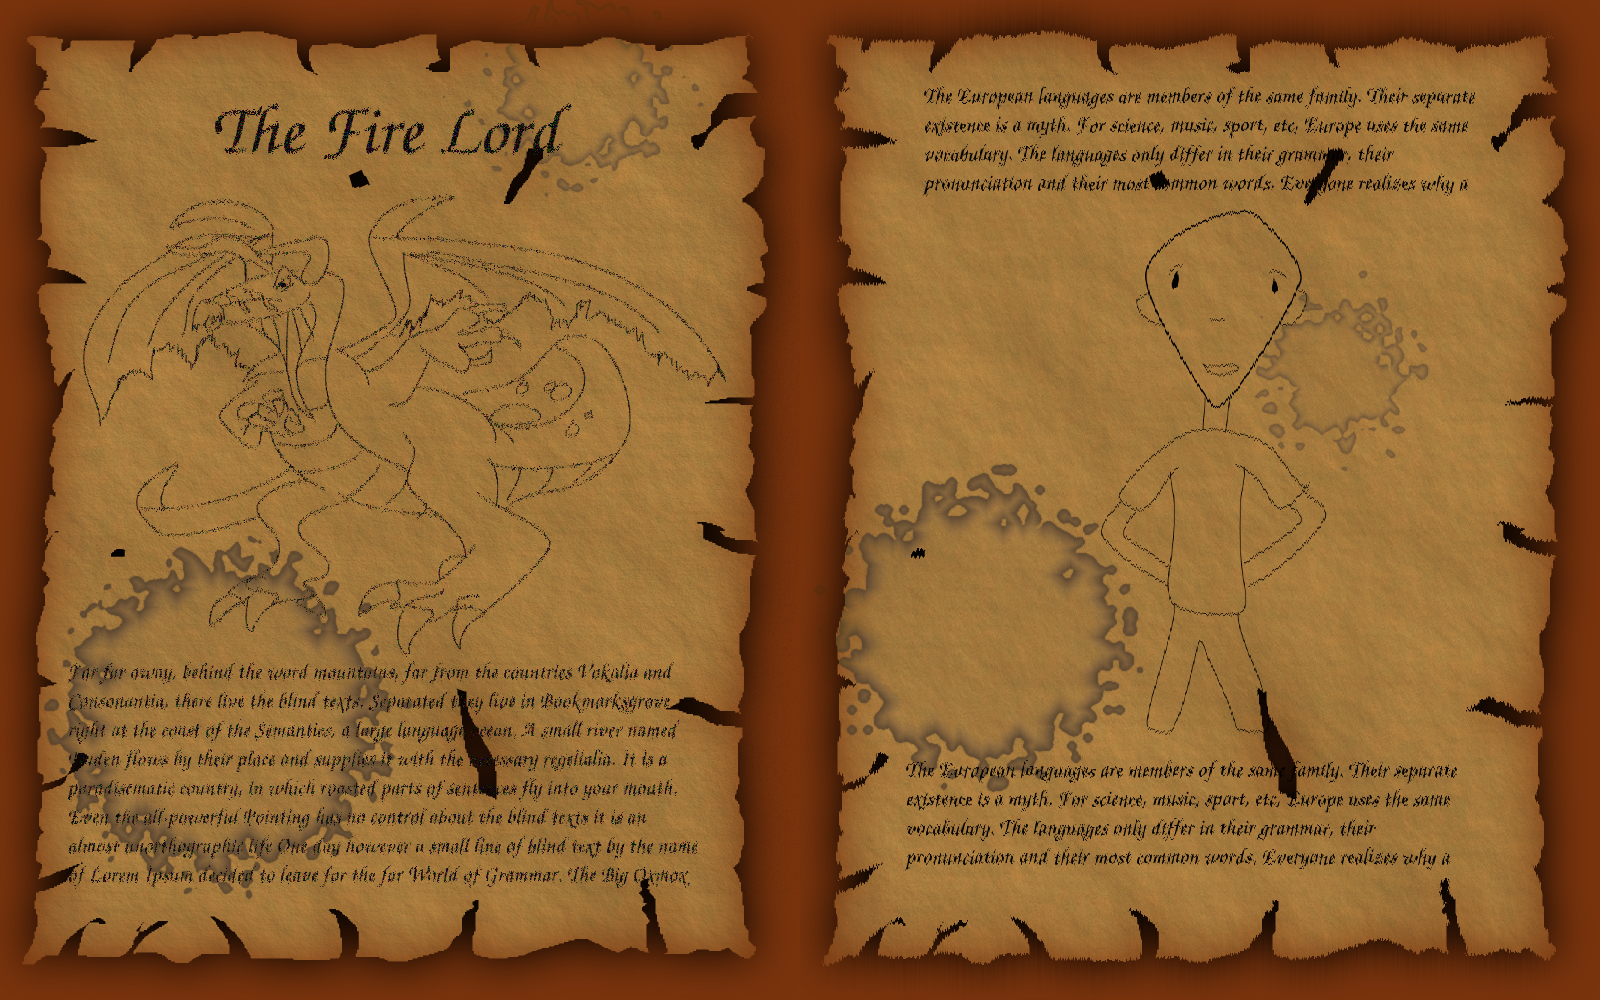 The Fire Lord
Far far away, behind the word mountains, far from the countries Vokalia and
Consonantia, there live the blind texts. Separated they live in Bookmarksgrove
right at the coast of the Semantics, a large language ocean. A small river named
Duden flows by their place and supplies it with the necessary regelialia. It is a
paradisematic country, in which roasted parts of sentences fly into your mouth.
Even the all-powerful Pointing has no control about the blind texts it is an
almost unorthographic life One day however a small line of blind text by the name
of Lorem Ipsum decided to leave for the far World of Grammar. The Big Oxmox
The European languages are members of the same family. Their separate
existence is a myth. For science, music, sport, etc, Europe uses the same
vocabulary. The languages only differ in their grammar, their
pronunciation and their most common words. Everyone realizes why a
The European languages are members of the same family. Their separate
existence is a myth. For science, music, sport, etc, Europe uses the same
vocabulary. The languages only differ in their grammar, their
pronunciation and their most common words. Everyone realizes why a